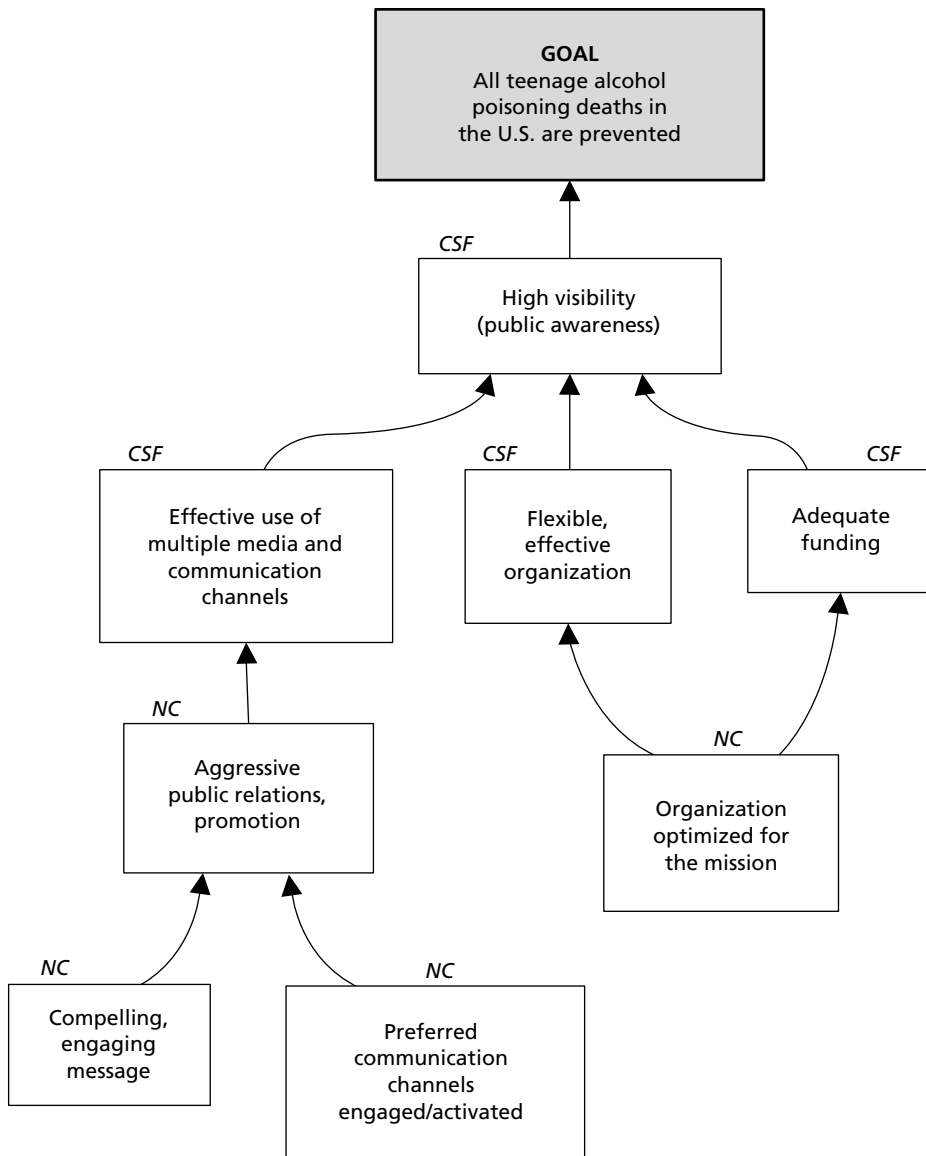 GOAL
All teenage alcohol
poisoning deaths in
the U.S. are prevented
CSF
High visibility
(public awareness)
CSF
Effective use of
multiple media and
communication
channels
CSF
Flexible,
effective
organization
CSF
Adequate
funding
NC
Aggressive
public relations,
promotion
NC
Organization
optimized for
the mission
NC
Compelling,
engaging
message
NC
Preferred
communication
channels
engaged/activated